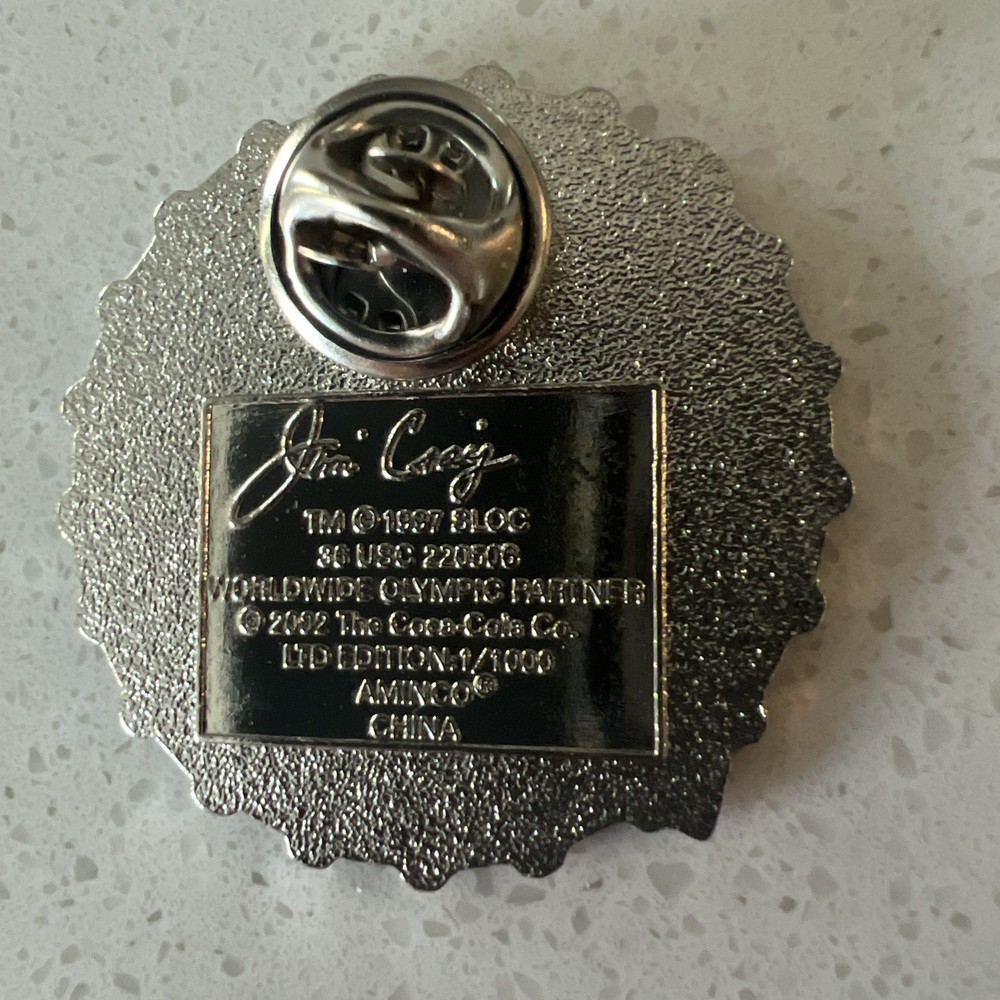 Jim Craig
TM © 1997 SLOC
36 USC 220506
WORLDWIDE OLYMPIC PARTNER
© 2002 The Coca-Cola Co.
LTD EDITION:1/1000
AMINCO®
CHINA